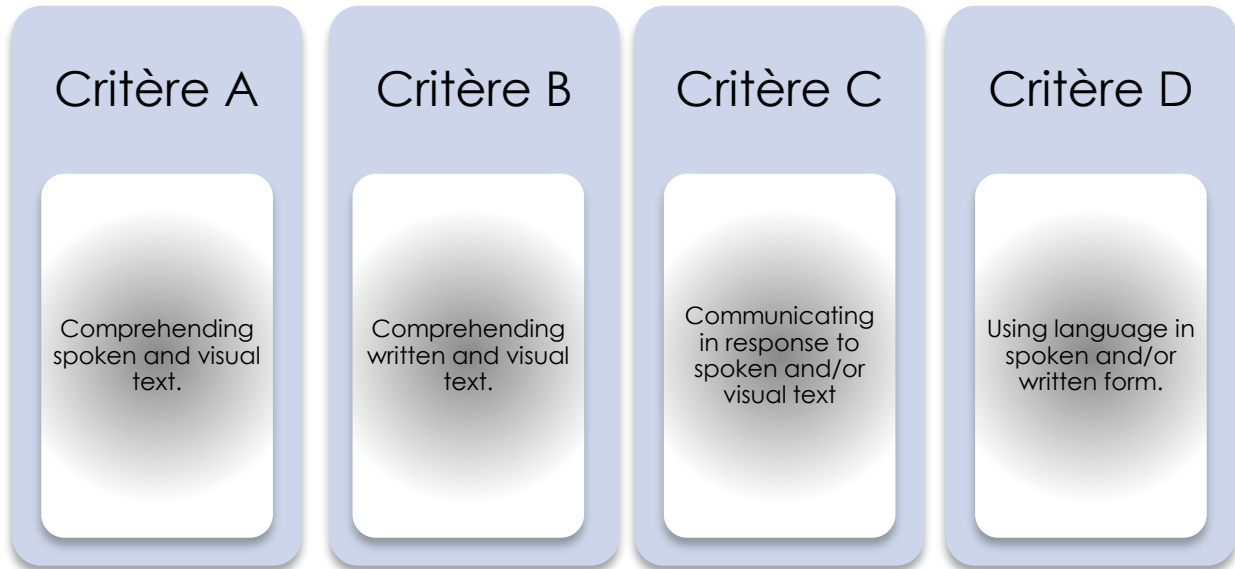 Critère A
Comprehending
spoken and visual
text.
Critère B
Comprehending
written and visual
text.
Critère C
Communicating
in response to
spoken and/or
visual text
Critère D
Using language in
spoken and/or
written form.